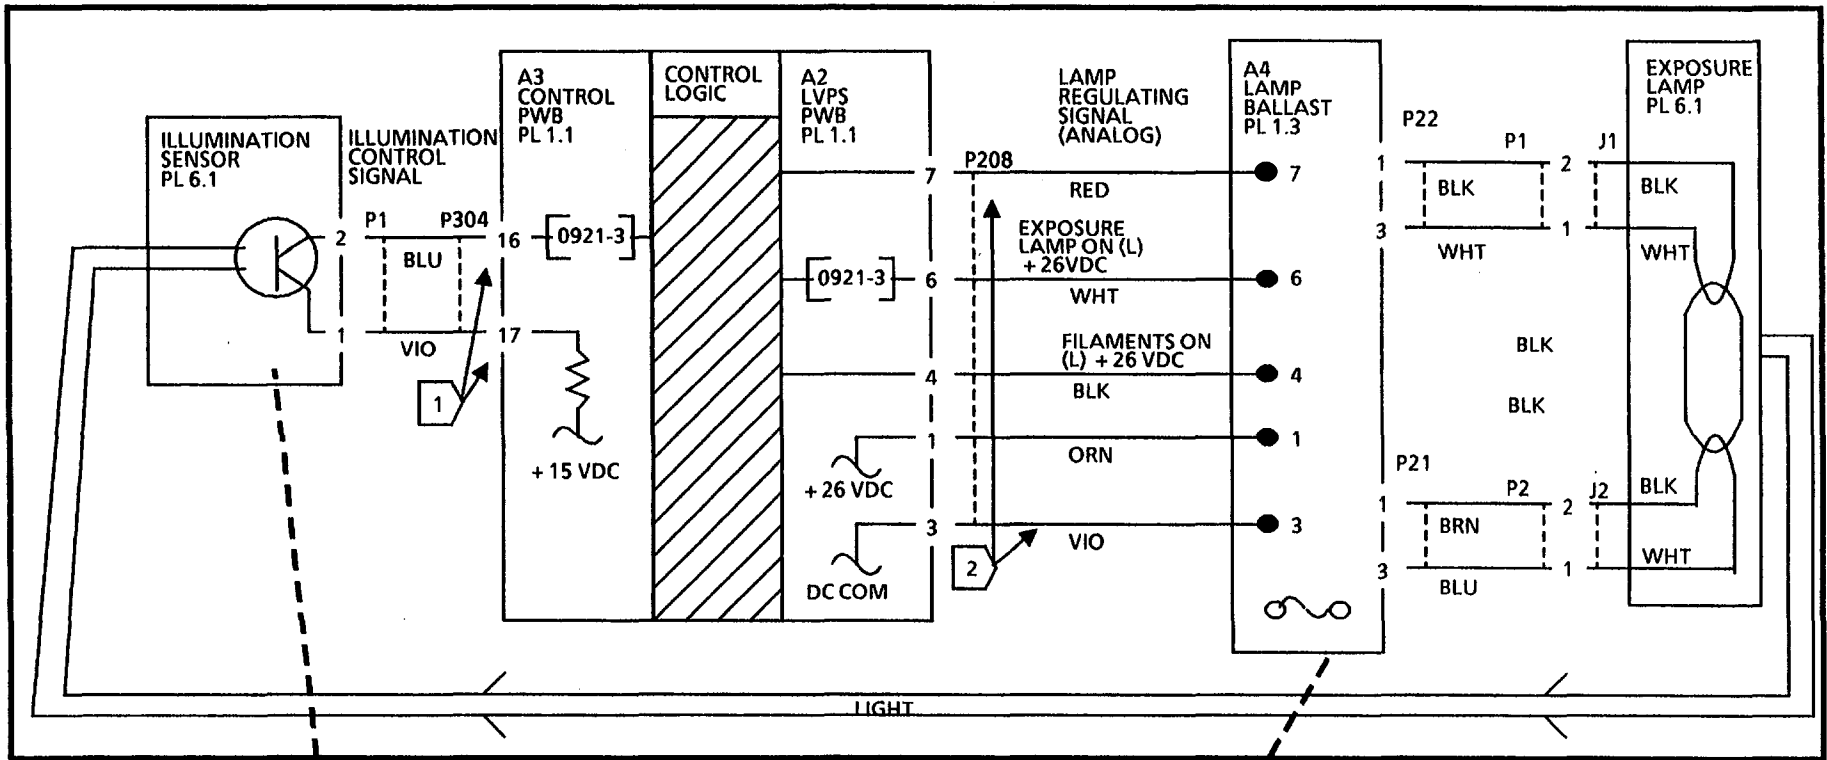 ILLUMINATION
SENSOR
PL 6.1
2
1
ILLUMINATION
CONTROL
SIGNAL
P1
P304
BLU
VIO
1
A3
CONTROL
PWB
PL 1.1
16
0921-3
17
+ 15 VDC
CONTROL
LOGIC
A2
LVPS
PWB
PL 1.1
7
0921-3
6
4
1
+ 26 VDC
3
DC COM
P208
LAMP
REGULATING
SIGNAL
(ANALOG)
RED
EXPOSURE
LAMP ON (L)
+ 26VDC
WHT
FILAMENTS ON
(L) + 26 VDC
BLK
ORN
VIO
2
A4
LAMP
BALLAST
PL 1.3
7
6
4
1
3
P22
1
3
P1
2
J1
BLK
WHT
1
BLK
BLK
P21
1
3
P2
2
J2
BRN
BLU
1
EXPOSURE
LAMP
PL 6.1
BLK
WHT
BLK
WHT
LIGHT